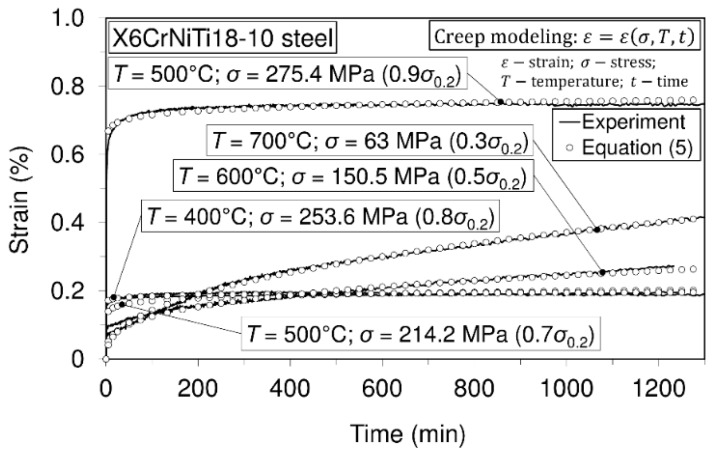 X6CrNiTi18-10 steel
Creep modeling: ε = ε(σ, T, t)
ε – strain; σ – stress;
T – temperature; t – time
T = 500°C; σ = 275.4 MPa (0.9σ0.2)
Experiment
Equation (5)
T = 700°C; σ = 63 MPa (0.3σ0.2)
T = 600°C; σ = 150.5 MPa (0.5σ0.2)
T = 400°C; σ = 253.6 MPa (0.8σ0.2)
T = 500°C; σ = 214.2 MPa (0.7σ0.2)
Strain (%)
1.0
0.8
0.6
0.4
0.2
0
0 200 400 600 800 1000 1200
Time (min)